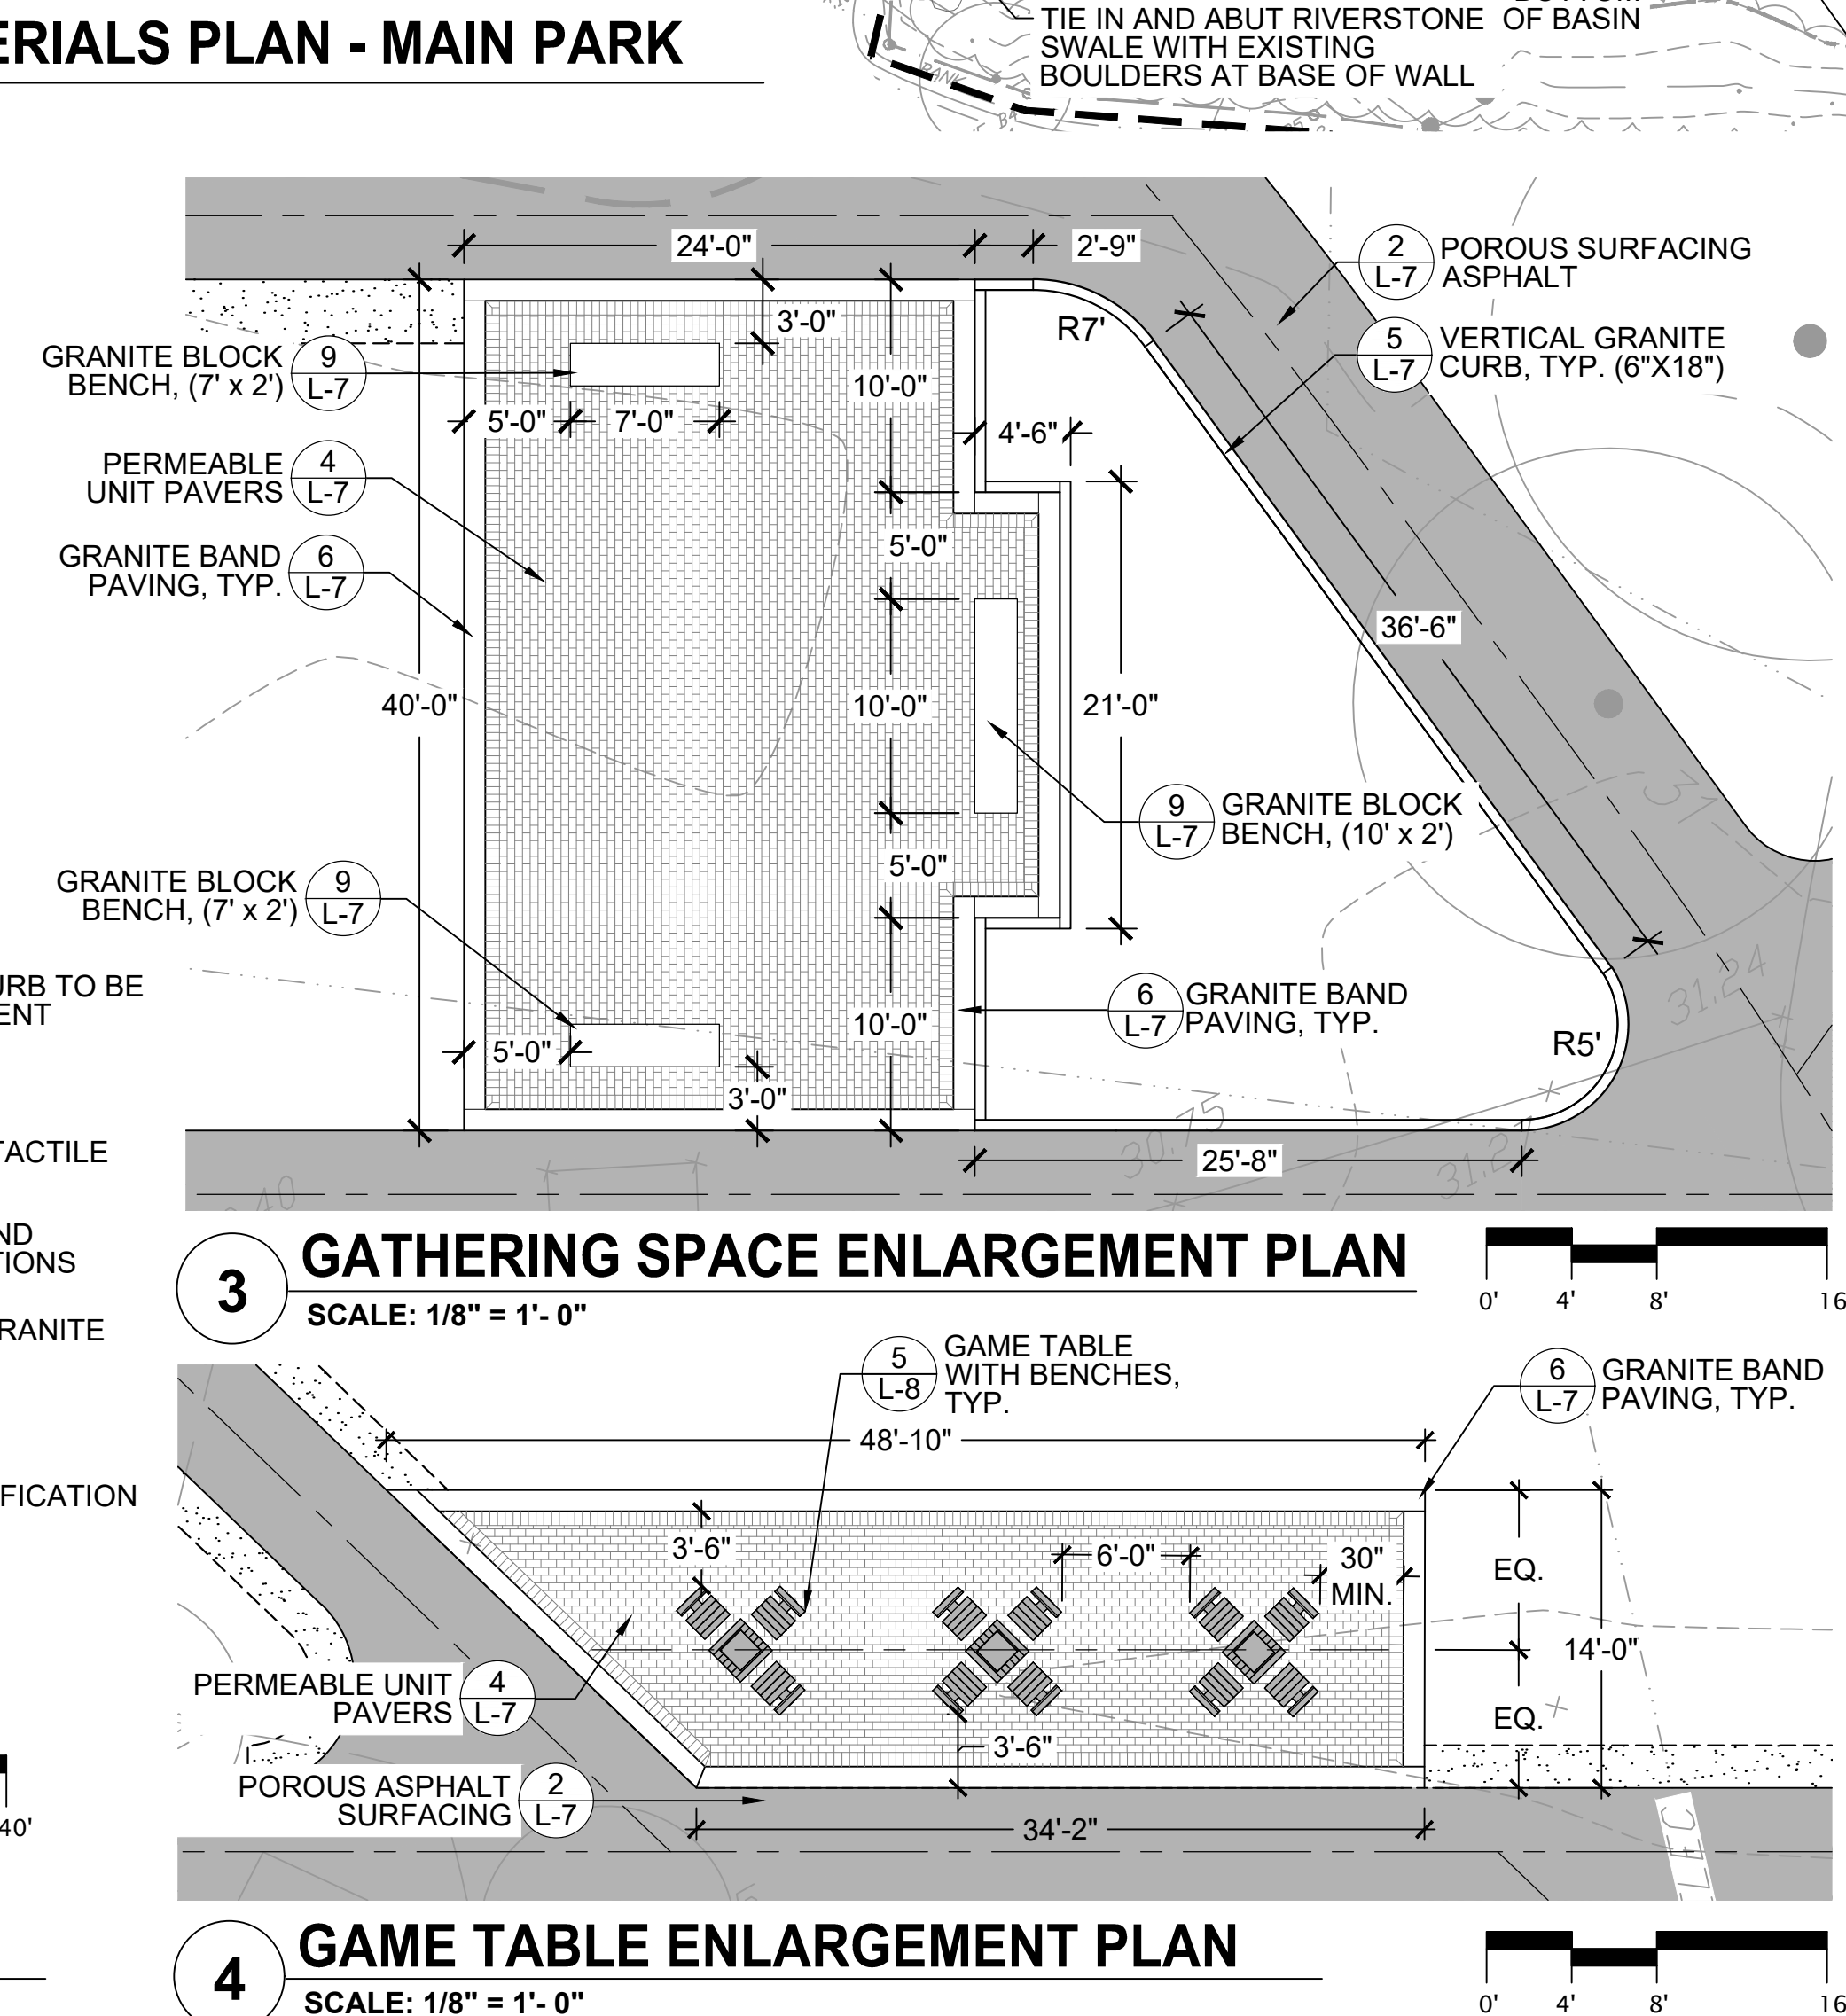 ERIALS PLAN - MAIN PARK
TIE IN AND ABUT RIVERSTONE
SWALE WITH EXISTING
BOULDERS AT BASE OF WALL
OF BASIN
BANK
24'-0"
2'-9"
2
L-7
POROUS SURFACING
ASPHALT
3'-0"
R7'
5
L-7
VERTICAL GRANITE
CURB, TYP. (6"X18")
GRANITE BLOCK
BENCH, (7' x 2')
9
L-7
10'-0"
5'-0"
7'-0"
4'-6"
PERMEABLE
UNIT PAVERS
4
L-7
GRANITE BAND
PAVING, TYP.
6
L-7
5'-0"
36'-6"
40'-0"
10'-0"
21'-0"
9
L-7
GRANITE BLOCK
BENCH, (10' x 2')
GRANITE BLOCK
BENCH, (7' x 2')
9
L-7
5'-0"
URB TO BE
ENT
6
L-7
GRANITE BAND
PAVING, TYP.
31.24
10'-0"
5'-0"
R5'
3'-0"
30.75
TACTILE
25'-8"
ND
TIONS
3
GATHERING SPACE ENLARGEMENT PLAN
SCALE: 1/8" = 1'- 0"
0' 4' 8' 16
RANITE
5
L-8
GAME TABLE
WITH BENCHES,
TYP.
6
L-7
GRANITE BAND
PAVING, TYP.
48'-10"
FICATION
3'-6"
6'-0"
30"
MIN.
EQ.
14'-0"
EQ.
PERMEABLE UNIT
PAVERS
4
L-7
3'-6"
POROUS ASPHALT
SURFACING
2
L-7
40'
34'-2"
4
GAME TABLE ENLARGEMENT PLAN
SCALE: 1/8" = 1'- 0"
0' 4' 8' 16